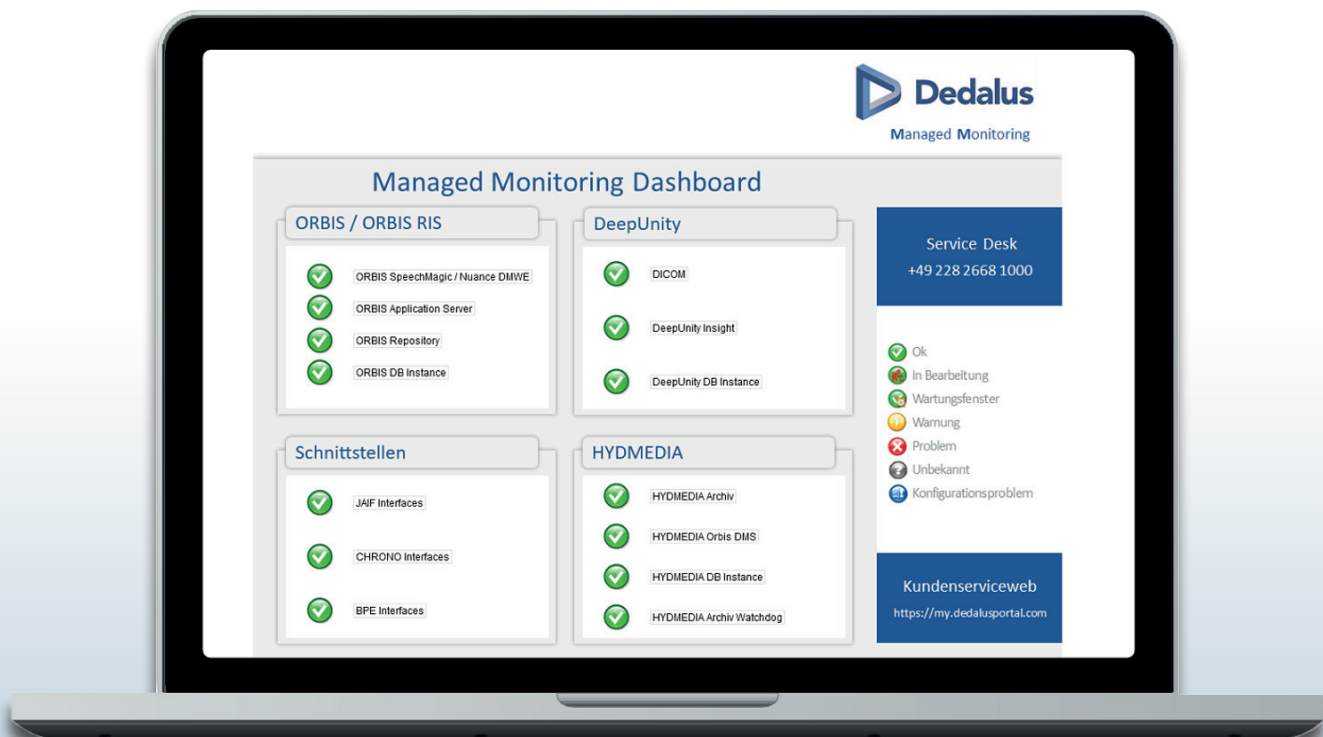 Dedalus
Managed Monitoring
Managed Monitoring Dashboard
ORBIS / ORBIS RIS
ORBIS SpeechMagic / Nuance DMWE
ORBIS Application Server
ORBIS Repository
ORBIS DB Instance
DeepUnity
DICOM
DeepUnity Insight
DeepUnity DB Instance
Schnittstellen
JAIF Interfaces
CHRONO Interfaces
BPE Interfaces
HYDMEDIA
HYDMEDIA Archiv
HYDMEDIA Orbis DMS
HYDMEDIA DB Instance
HYDMEDIA Archiv Watchdog
Service Desk
+49 228 2668 1000
Ok
In Bearbeitung
Wartungsfenster
Warnung
Problem
Unbekannt
Konfigurationsproblem
Kundenserviceweb
https://my.dedalusportal.com